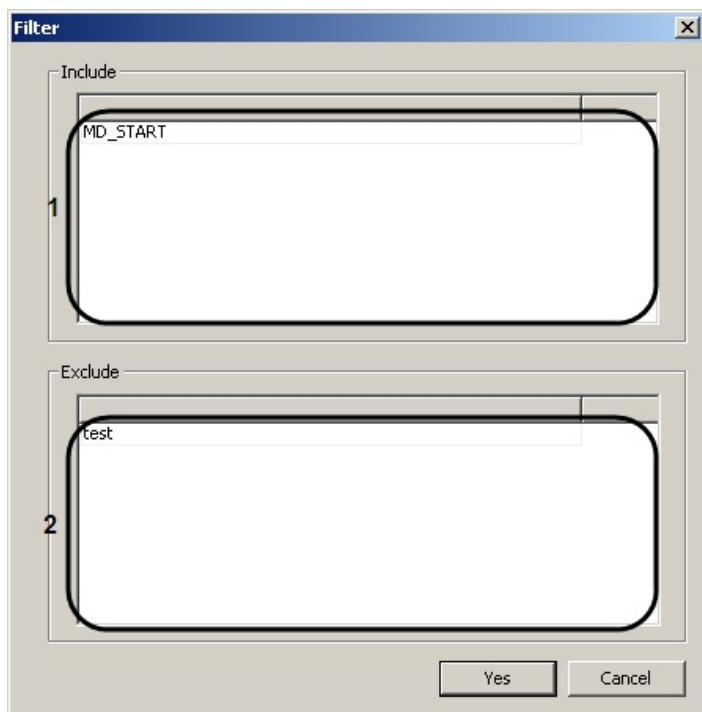 Filter
Include
MD_START
1
Exclude
test
2
Yes Cancel